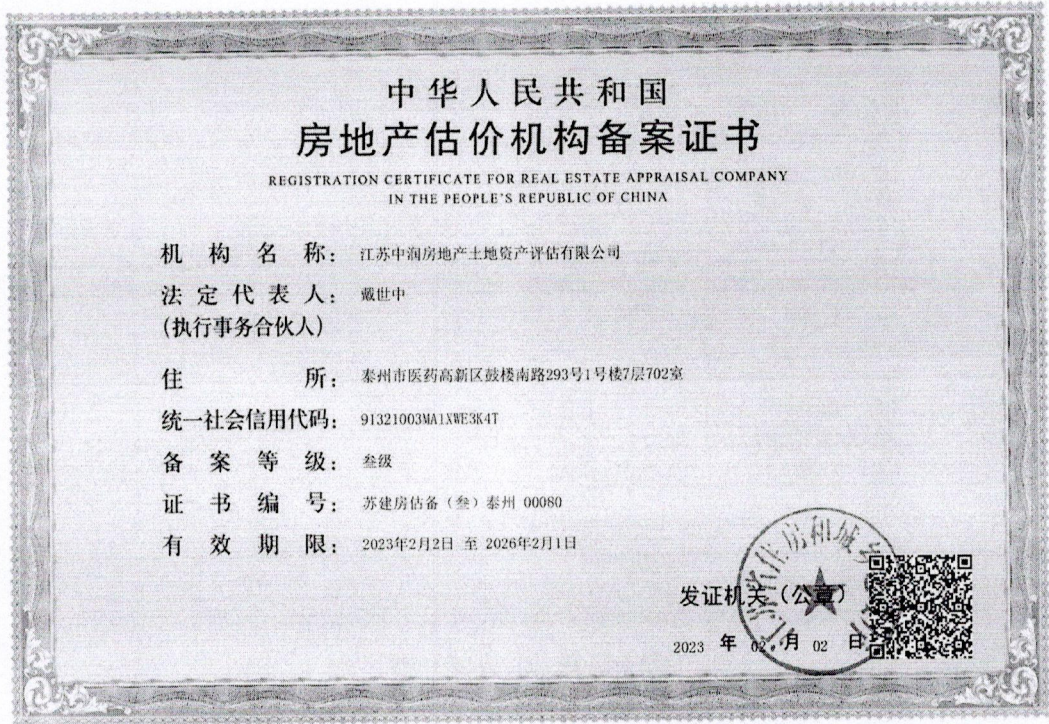 中华人民共和国
房地产估价机构备案证书
REGISTRATION CERTIFICATE FOR REAL ESTATE APPRAISAL COMPANY
IN THE PEOPLE'S REPUBLIC OF CHINA
机构名称：江苏中润房地产土地资产评估有限公司
法定代表人：戴世中
（执行事务合伙人）
住所：泰州市医药高新区鼓楼南路293号1号楼7层702室
统一社会信用代码：91321003MA1XWE3K4T
备案等级：叁级
证书编号：苏建房估备（叁）泰州 00080
有效期限：2023年2月2日 至 2026年2月1日
发证机关（公章）
2023 年 02 月 02 日
省住房和城乡